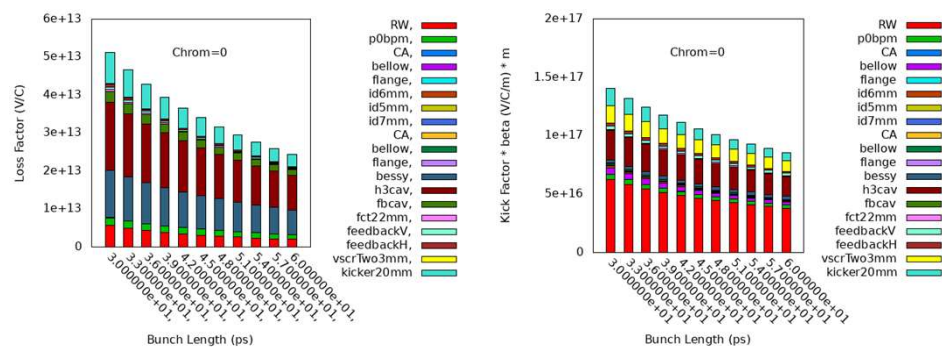 6e+13
5e+13
4e+13
3e+13
2e+13
1e+13
0
Loss Factor (V/C)
Chrom=0
3.000000e+01,
3.300000e+01,
3.600000e+01,
3.900000e+01,
4.200000e+01,
4.500000e+01,
4.800000e+01,
5.100000e+01,
5.400000e+01,
5.700000e+01,
6.000000e+01,
Bunch Length (ps)
RW,
p0bpm,
CA,
bellow,
flange,
id6mm,
id5mm,
id7mm,
CA,
bellow,
flange,
bessy,
h3cav,
fbcav,
fct22mm,
feedbackV,
feedbackH,
vscrTwo3mm,
kicker20mm
2e+17
1.5e+17
1e+17
5e+16
0
Kick Factor * beta (V/C/m) * m
Chrom=0
3.000000e+01
3.300000e+01
3.600000e+01
3.900000e+01
4.200000e+01
4.500000e+01
4.800000e+01
5.100000e+01
5.400000e+01
5.700000e+01
6.000000e+01
Bunch Length (ps)
RW
p0bpm
CA
bellow
flange
id6mm
id5mm
id7mm
CA
bellow
flange
bessy
h3cav
fbcav
fct22mm
feedbackV
feedbackH
vscrTwo3mm
kicker20mm